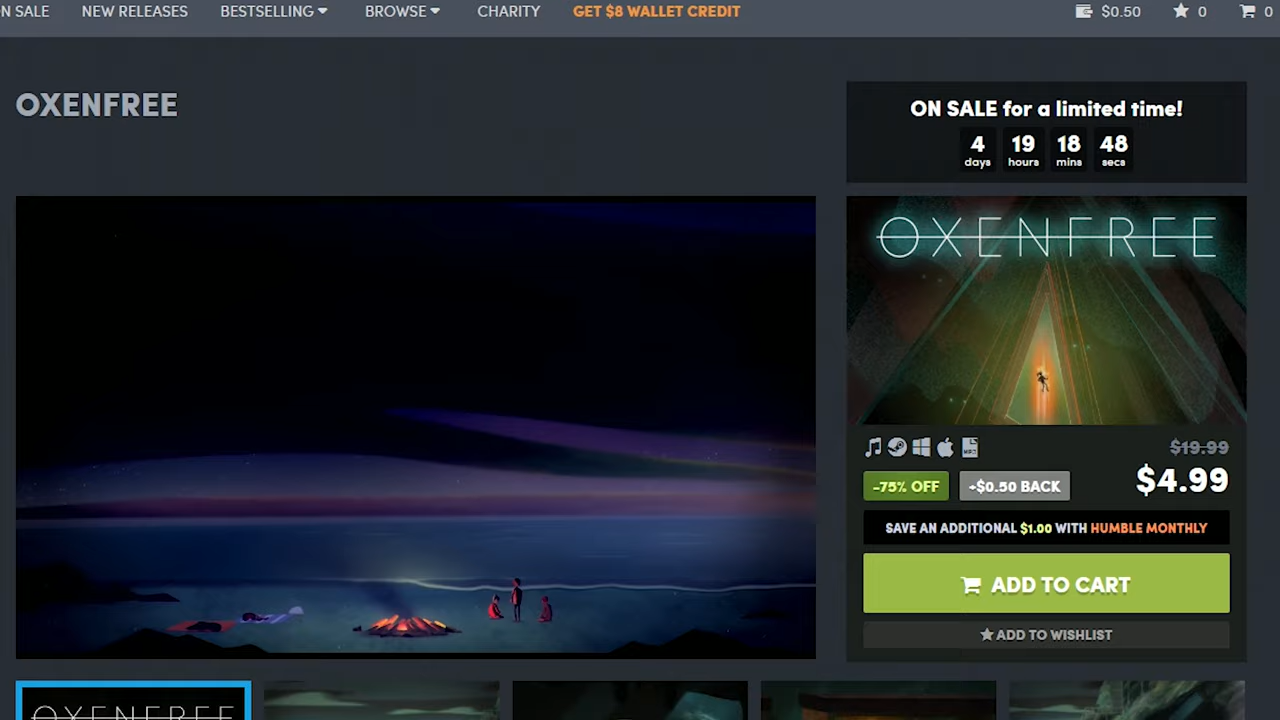 N SALE NEW RELEASES BESTSELLING BROWSE CHARITY GET $8 WALLET CREDIT $0.50 0 0
OXENFREE
ON SALE for a limited time!
4 19 18 48
days hours mins secs
OXENFREE
MP3
$19.99
-75% OFF +$0.50 BACK $4.99
SAVE AN ADDITIONAL $1.00 WITH HUMBLE MONTHLY
ADD TO CART
ADD TO WISHLIST
OXENFREE